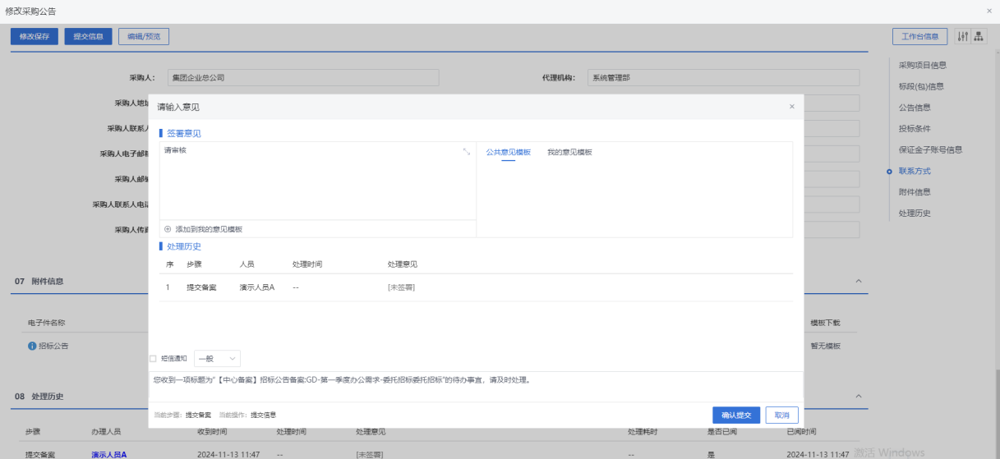 修改采购公告
×
修改保存 提交信息 编辑/预览 工作台信息
采购人： 集团企业总公司 代理机构： 系统管理部
采购人地
采购人联系人
采购人电子邮
采购人邮
采购人联系人电
采购人传
采购项目信息
标段(包)信息
公告信息
投标条件
保证金子账号信息
联系方式
附件信息
处理历史
请输入意见 ×
签署意见
请审核
公共意见模板 我的意见模板
添加到我的意见模板
处理历史
序 步骤 人员 处理时间 处理意见
1 提交备案 演示人员A -- [未签署]
短信通知 一般
您收到一项标题为"【中心备案】招标公告备案:GD-第一季度办公需求-委托招标委托招标"的待办事宜，请及时处理。
当前步骤：提交备案 当前操作：提交信息
确认提交 取消
07 附件信息
电子件名称 模板下载
招标公告 暂无模板
08 处理历史
步骤 办理人员 收到时间 处理时间 处理意见 处理耗时 是否已阅 已阅时间
提交备案 演示人员A 2024-11-13 11:47 -- [未签署] -- 是 2024-11-13 11:47
激活 Windows